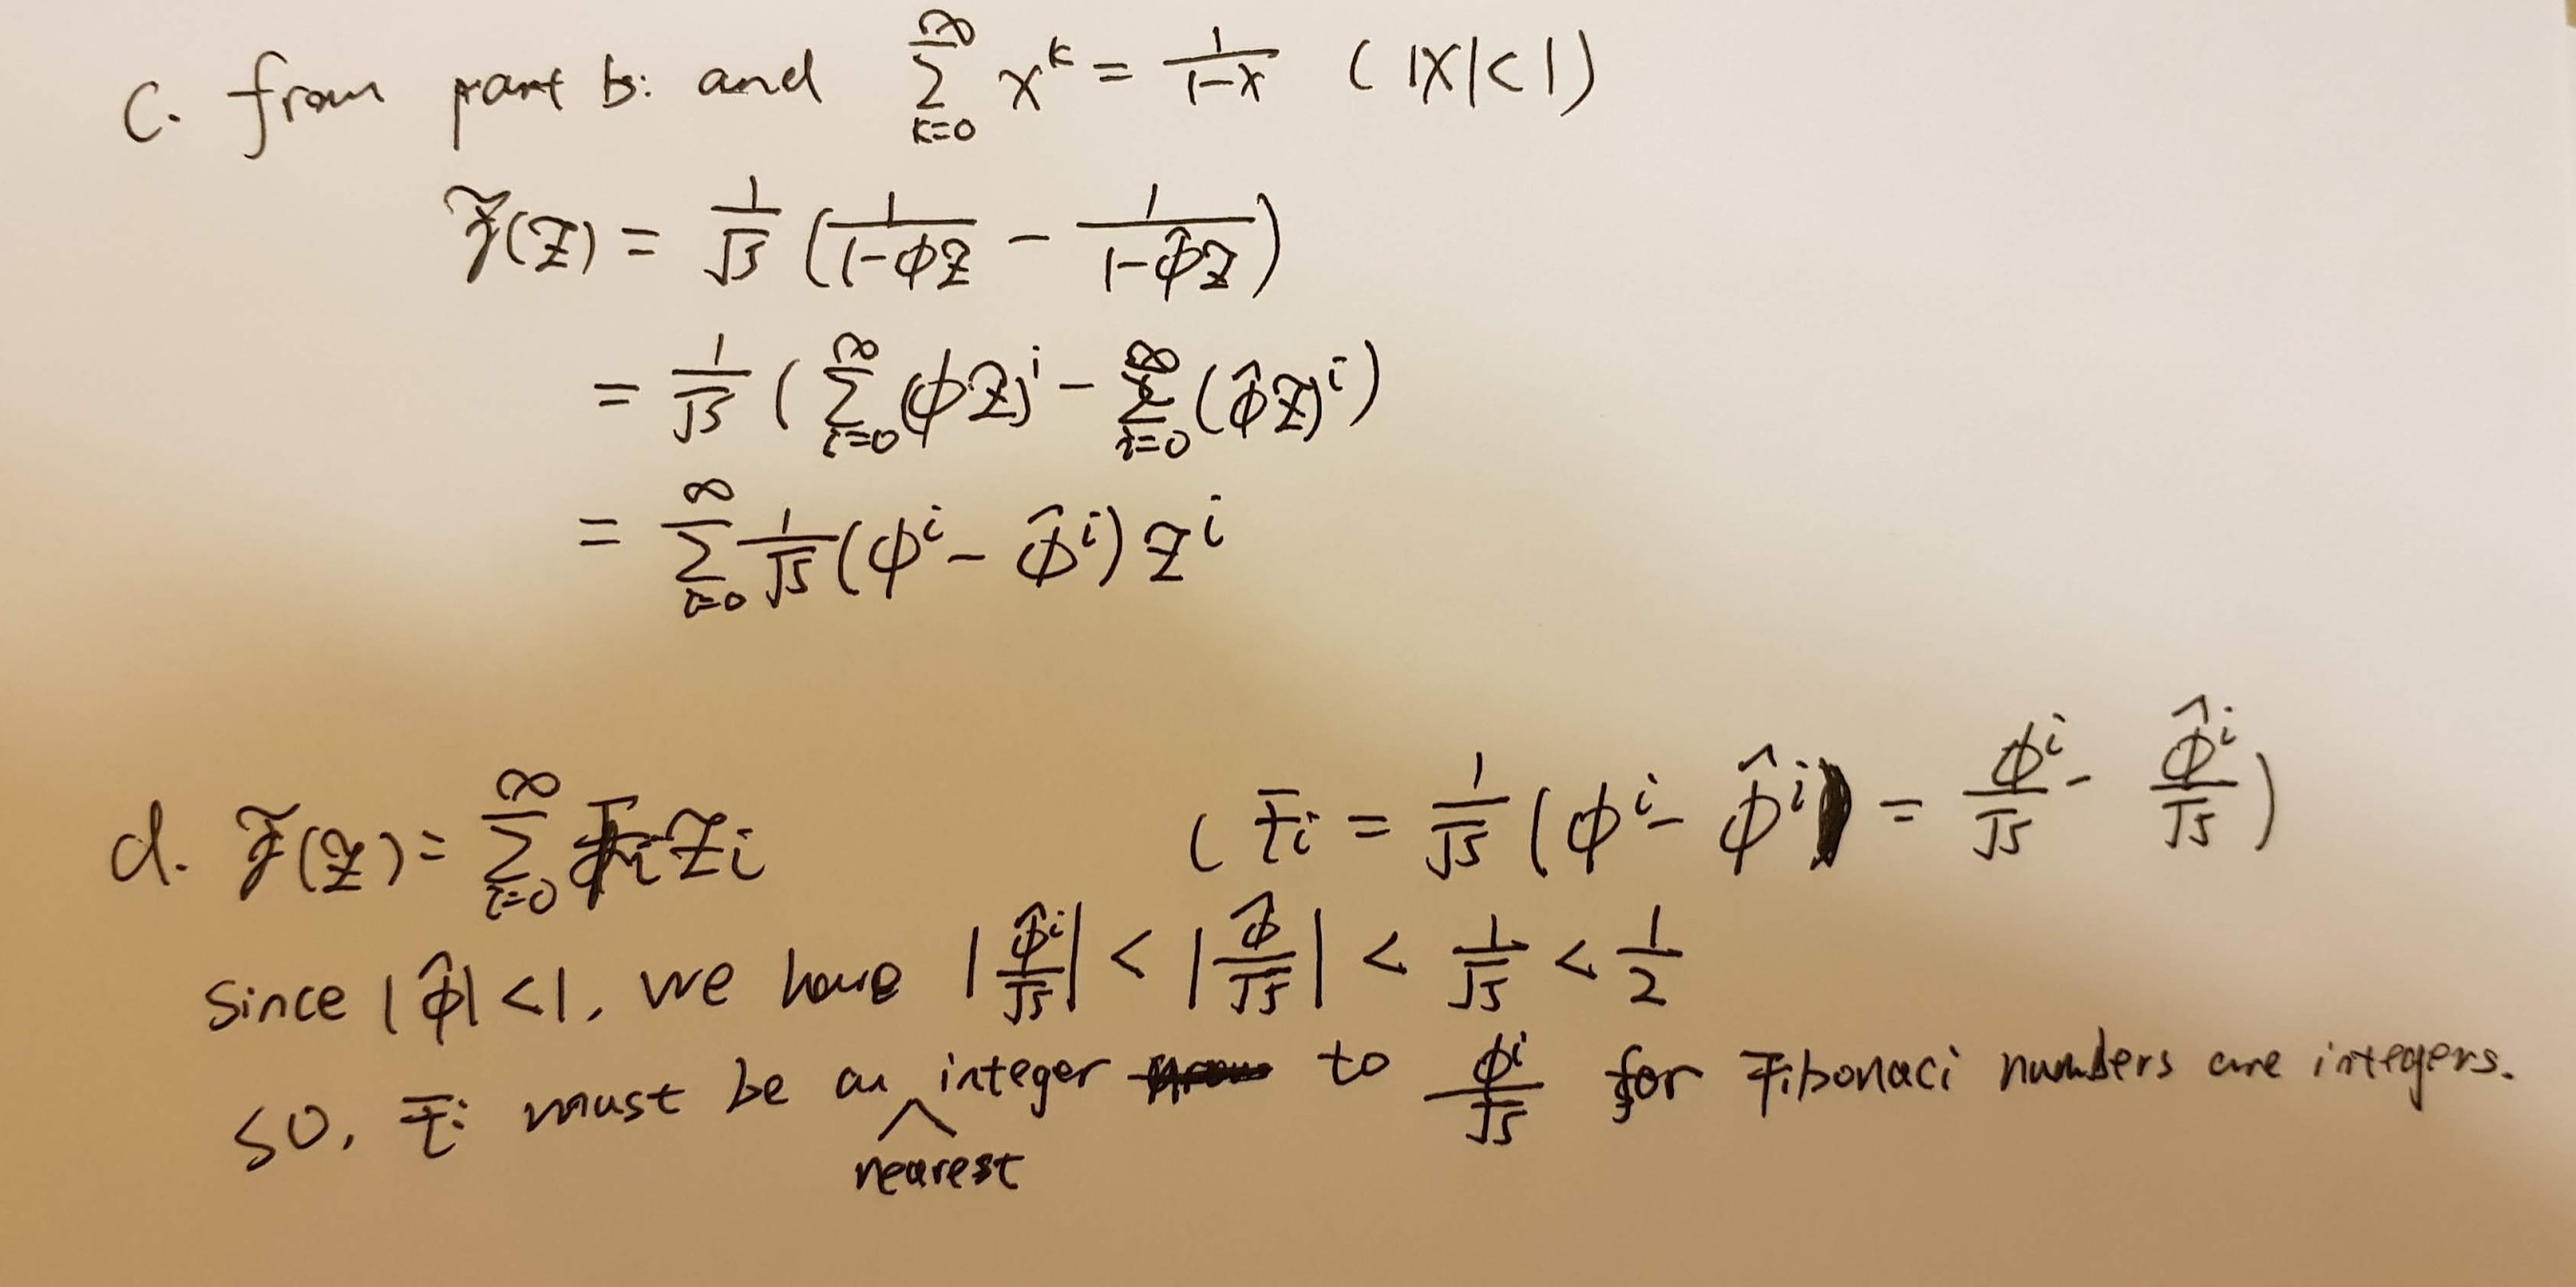 c. from part b: and $\sum_{k=0}^{\infty} x^k = \frac{1}{1-x}$ ( |x| < 1)
$\mathcal{F}(z) = \frac{1}{\sqrt{5}} (\frac{1}{1-\phi z} - \frac{1}{1-\hat{\phi} z})$
$= \frac{1}{\sqrt{5}} ( \sum_{i=0}^{\infty} (\phi z)^i - \sum_{i=0}^{\infty} (\hat{\phi} z)^i )$
$= \sum_{i=0}^{\infty} \frac{1}{\sqrt{5}} (\phi^i - \hat{\phi}^i) z^i$
d. $\mathcal{F}(z) = \sum_{i=0}^{\infty} F_i z_i$ ( $F_i = \frac{1}{\sqrt{5}} (\phi^i - \hat{\phi}^i) = \frac{\phi^i}{\sqrt{5}} - \frac{\hat{\phi}^i}{\sqrt{5}}$ )
since $|\hat{\phi}| < 1$, we have $|\frac{\hat{\phi}^i}{\sqrt{5}}| < |\frac{\hat{\phi}}{\sqrt{5}}| < \frac{1}{\sqrt{5}} < \frac{1}{2}$
so, $F_i$ must be an nearest integer to $\frac{\phi^i}{\sqrt{5}}$ for Fibonaci numbers are integers.